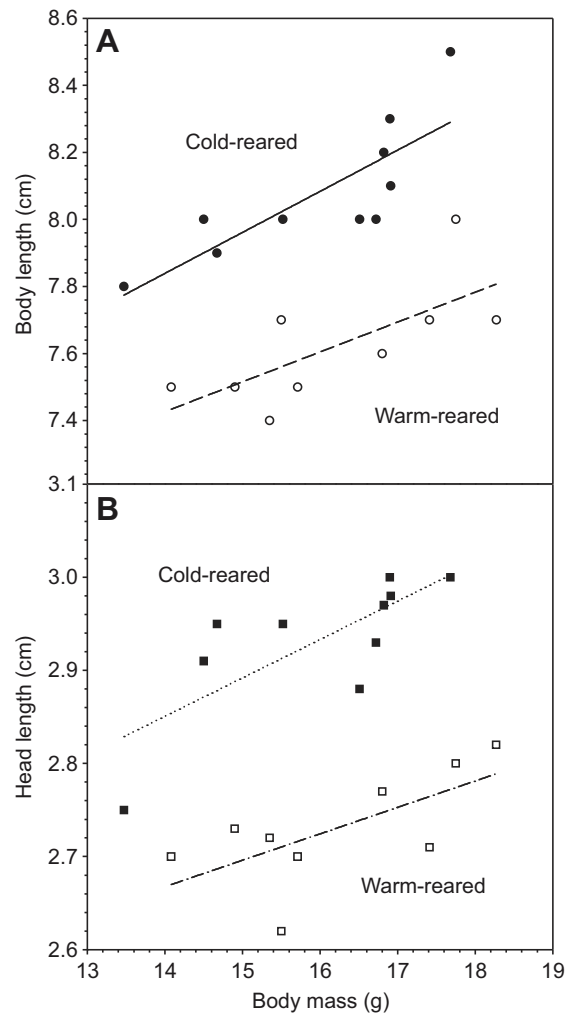 A
8.6
8.4
8.2
8.0
7.8
7.6
7.4
Body length (cm)
Cold-reared
Warm-reared
B
3.1
3.0
2.9
2.8
2.7
2.6
Head length (cm)
Cold-reared
Warm-reared
13 14 15 16 17 18 19
Body mass (g)